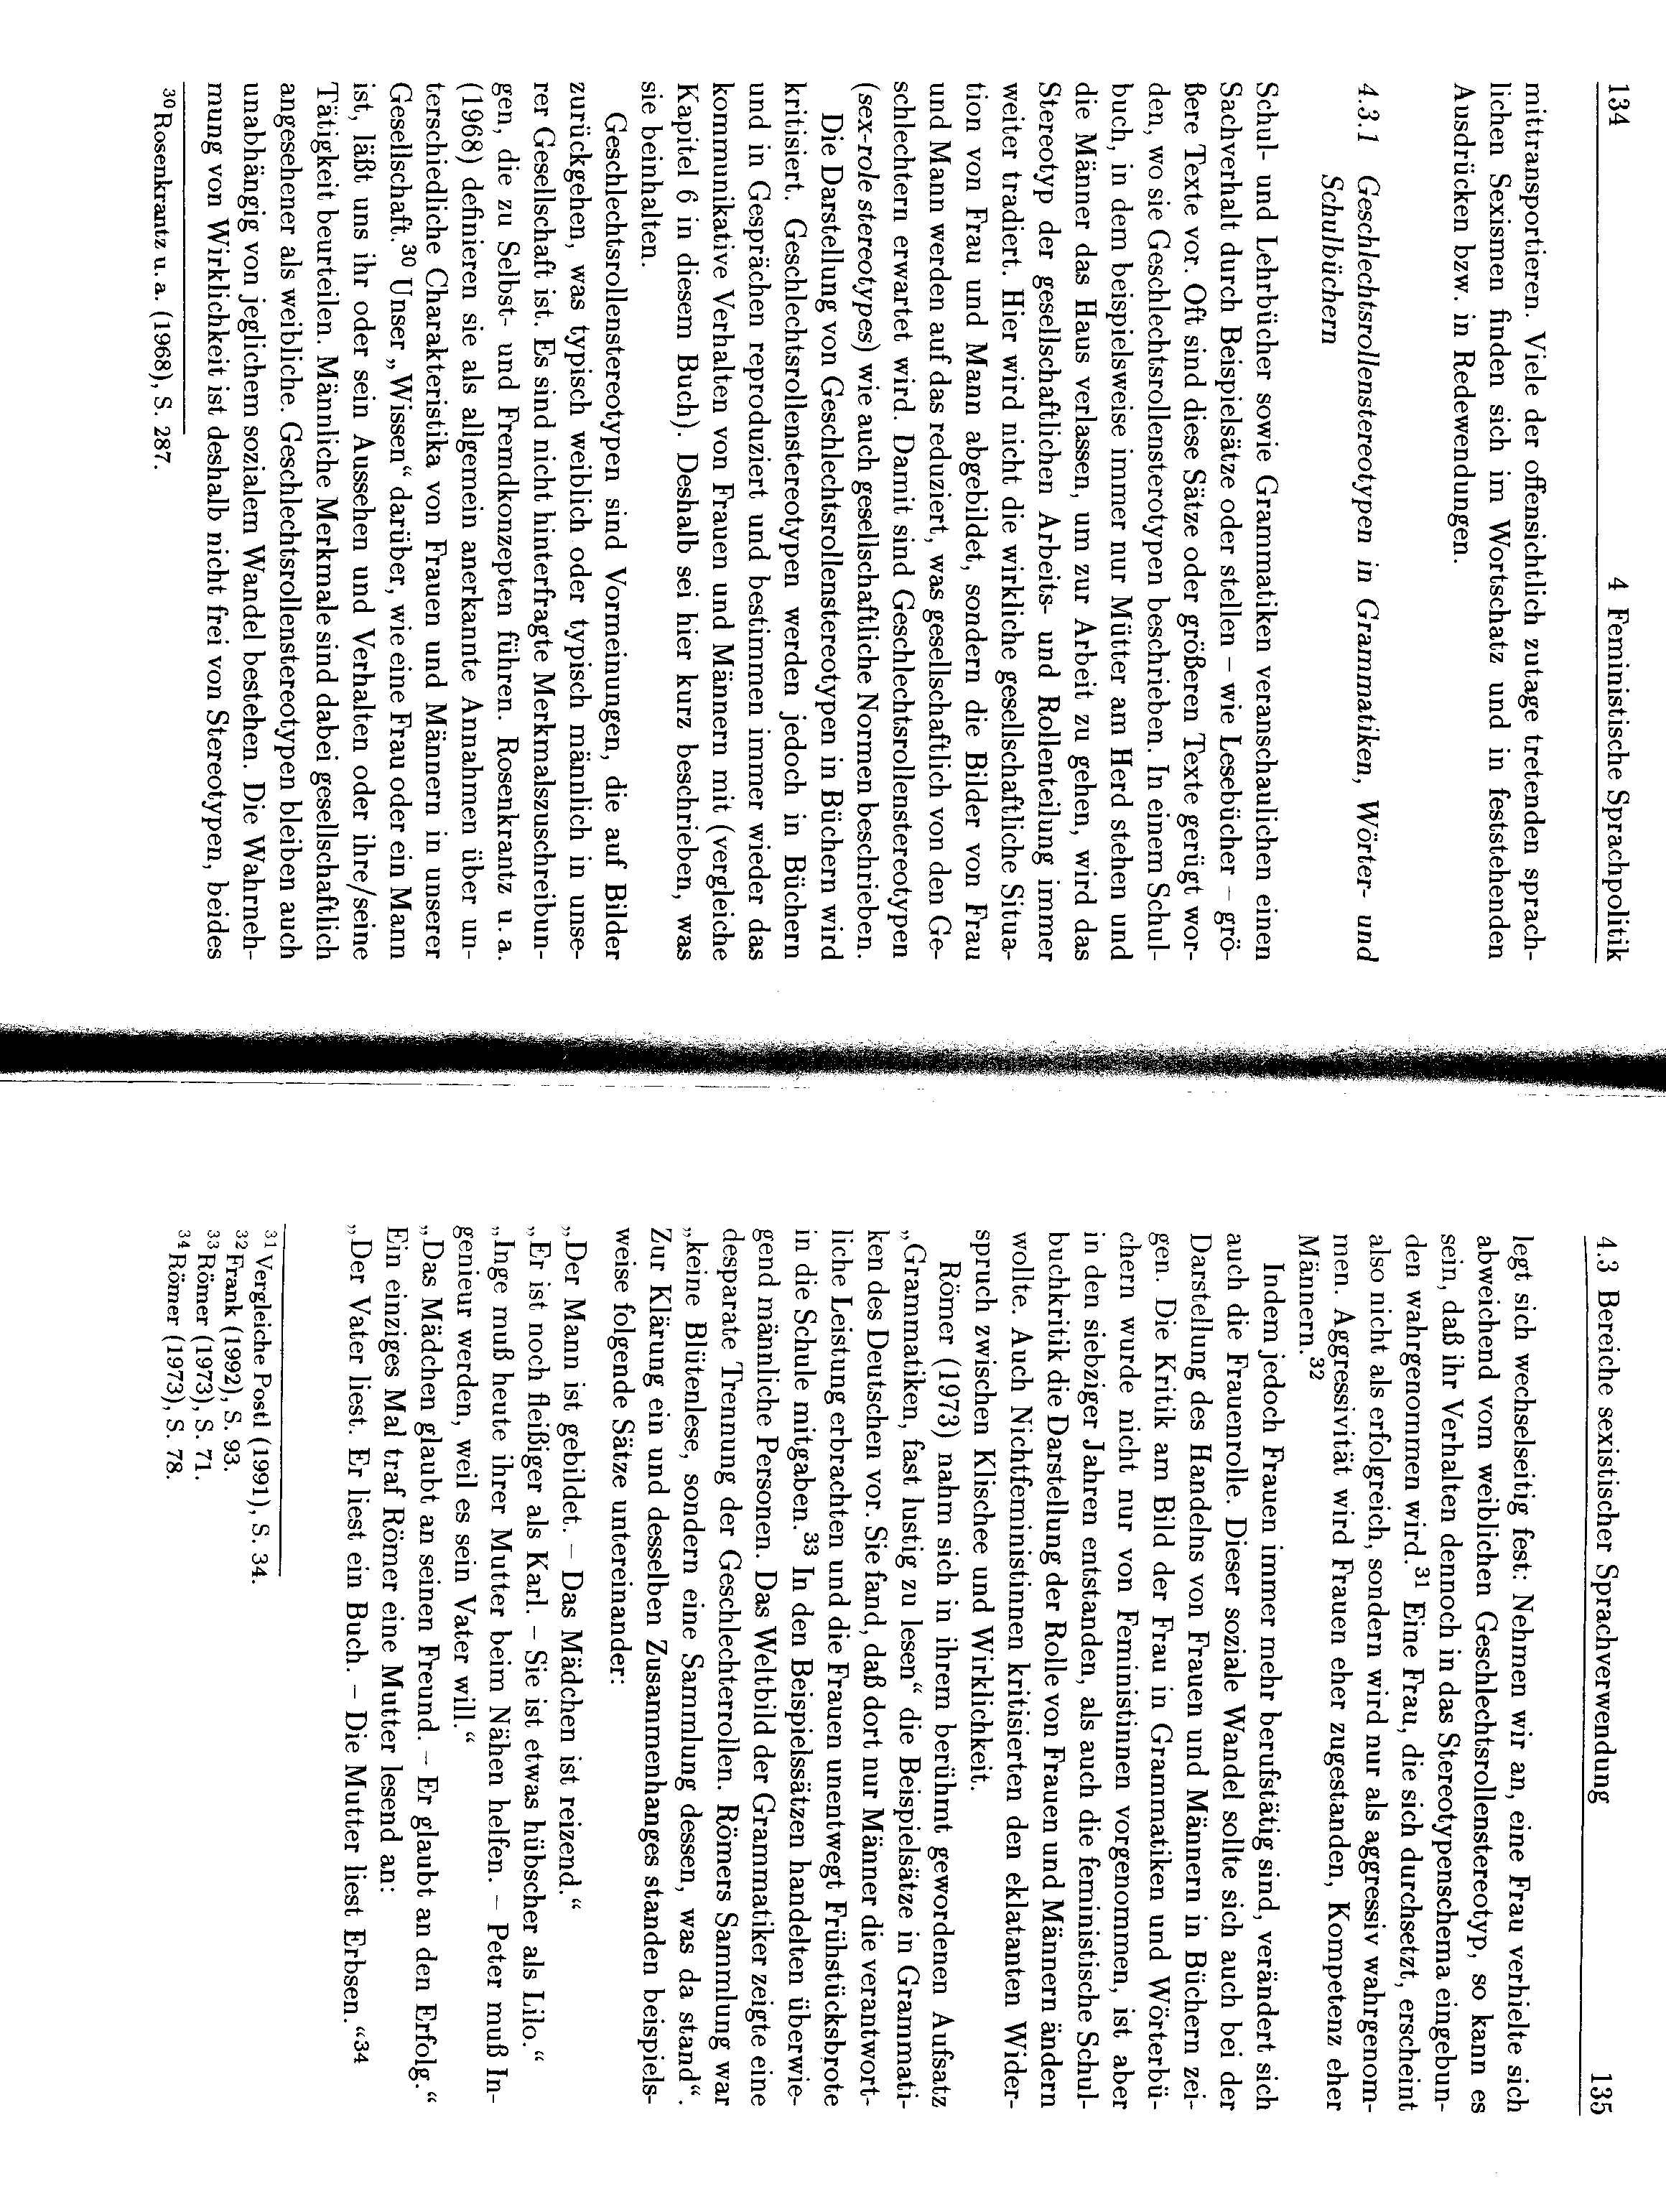 134 4 Feministische Sprachpolitik
mittransportieren. Viele der offensichtlich zutage tretenden sprach-
lichen Sexismen finden sich im Wortschatz und in feststehenden
Ausdrücken bzw. in Redewendungen.
4.3.1 Geschlechtsrollenstereotypen in Grammatiken, Wörter- und
Schulbüchern
Schul- und Lehrbücher sowie Grammatiken veranschaulichen einen
Sachverhalt durch Beispielsätze oder stellen – wie Lesebücher – grö-
ßere Texte vor. Oft sind diese Sätze oder größeren Texte gerügt wor-
den, wo sie Geschlechtsrollensterotypen beschrieben. In einem Schul-
buch, in dem beispielsweise immer nur Mütter am Herd stehen und
die Männer das Haus verlassen, um zur Arbeit zu gehen, wird das
Stereotyp der gesellschaftlichen Arbeits- und Rollenteilung immer
weiter tradiert. Hier wird nicht die wirkliche gesellschaftliche Situa-
tion von Frau und Mann abgebildet, sondern die Bilder von Frau
und Mann werden auf das reduziert, was gesellschaftlich von den Ge-
schlechtern erwartet wird. Damit sind Geschlechtsrollenstereotypen
(sex-role stereotypes) wie auch gesellschaftliche Normen beschrieben.
Die Darstellung von Geschlechtsrollenstereotypen in Büchern wird
kritisiert. Geschlechtsrollenstereotypen werden jedoch in Büchern
und in Gesprächen reproduziert und bestimmen immer wieder das
kommunikative Verhalten von Frauen und Männern mit (vergleiche
Kapitel 6 in diesem Buch). Deshalb sei hier kurz beschrieben, was
sie beinhalten.
Geschlechtsrollenstereotypen sind Vormeinungen, die auf Bilder
zurückgehen, was typisch weiblich oder typisch männlich in unse-
rer Gesellschaft ist. Es sind nicht hinterfragte Merkmalszuschreibun-
gen, die zu Selbst- und Fremdkonzepten führen. Rosenkrantz u. a.
(1968) definieren sie als allgemein anerkannte Annahmen über un-
terschiedliche Charakteristika von Frauen und Männern in unserer
Gesellschaft.30 Unser „Wissen“ darüber, wie eine Frau oder ein Mann
ist, läßt uns ihr oder sein Aussehen und Verhalten oder ihre/seine
Tätigkeit beurteilen. Männliche Merkmale sind dabei gesellschaftlich
angesehener als weibliche. Geschlechtsrollenstereotypen bleiben auch
unabhängig von jeglichem sozialem Wandel bestehen. Die Wahrneh-
mung von Wirklichkeit ist deshalb nicht frei von Stereotypen, beides
30 Rosenkrantz u. a. (1968), S. 287.
4.3 Bereiche sexistischer Sprachverwendung 135
legt sich wechselseitig fest: Nehmen wir an, eine Frau verhielte sich
abweichend vom weiblichen Geschlechtsrollenstereotyp, so kann es
sein, daß ihr Verhalten dennoch in das Stereotypenschema eingebun-
den wahrgenommen wird.31 Eine Frau, die sich durchsetzt, erscheint
also nicht als erfolgreich, sondern wird nur als aggressiv wahrgenom-
men. Aggressivität wird Frauen eher zugestanden, Kompetenz eher
Männern.32
Indem jedoch Frauen immer mehr berufstätig sind, verändert sich
auch die Frauenrolle. Dieser soziale Wandel sollte sich auch bei der
Darstellung des Handelns von Frauen und Männern in Büchern zei-
gen. Die Kritik am Bild der Frau in Grammatiken und Wörterbü-
chern wurde nicht nur von Feministinnen vorgenommen, ist aber
in den siebziger Jahren entstanden, als auch die feministische Schul-
buchkritik die Darstellung der Rolle von Frauen und Männern ändern
wollte. Auch Nichtfeministinnen kritisierten den eklatanten Wider-
spruch zwischen Klischee und Wirklichkeit.
Römer (1973) nahm sich in ihrem berühmt gewordenen Aufsatz
„Grammatiken, fast lustig zu lesen“ die Beispielsätze in Grammati-
ken des Deutschen vor. Sie fand, daß dort nur Männer die verantwort-
liche Leistung erbrachten und die Frauen unentwegt Frühstücksbrote
in die Schule mitgaben.33 In den Beispielssätzen handelten überwie-
gend männliche Personen. Das Weltbild der Grammatiker zeigte eine
desparate Trennung der Geschlechterrollen. Römers Sammlung war
„keine Blütenlese, sondern eine Sammlung dessen, was da stand“.
Zur Klärung ein und desselben Zusammenhanges standen beispiels-
weise folgende Sätze untereinander:
„Der Mann ist gebildet. – Das Mädchen ist reizend.“
„Er ist noch fleißiger als Karl. – Sie ist etwas hübscher als Lilo.“
„Inge muß heute ihrer Mutter beim Nähen helfen. – Peter muß In-
genieur werden, weil es sein Vater will.“
„Das Mädchen glaubt an seinen Freund. – Er glaubt an den Erfolg.“
Ein einziges Mal traf Römer eine Mutter lesend an:
„Der Vater liest. Er liest ein Buch. – Die Mutter liest Erbsen.“34
31 Vergleiche Postl (1991), S. 34.
32 Frank (1992), S. 93.
33 Römer (1973), S. 71.
34 Römer (1973), S. 78.